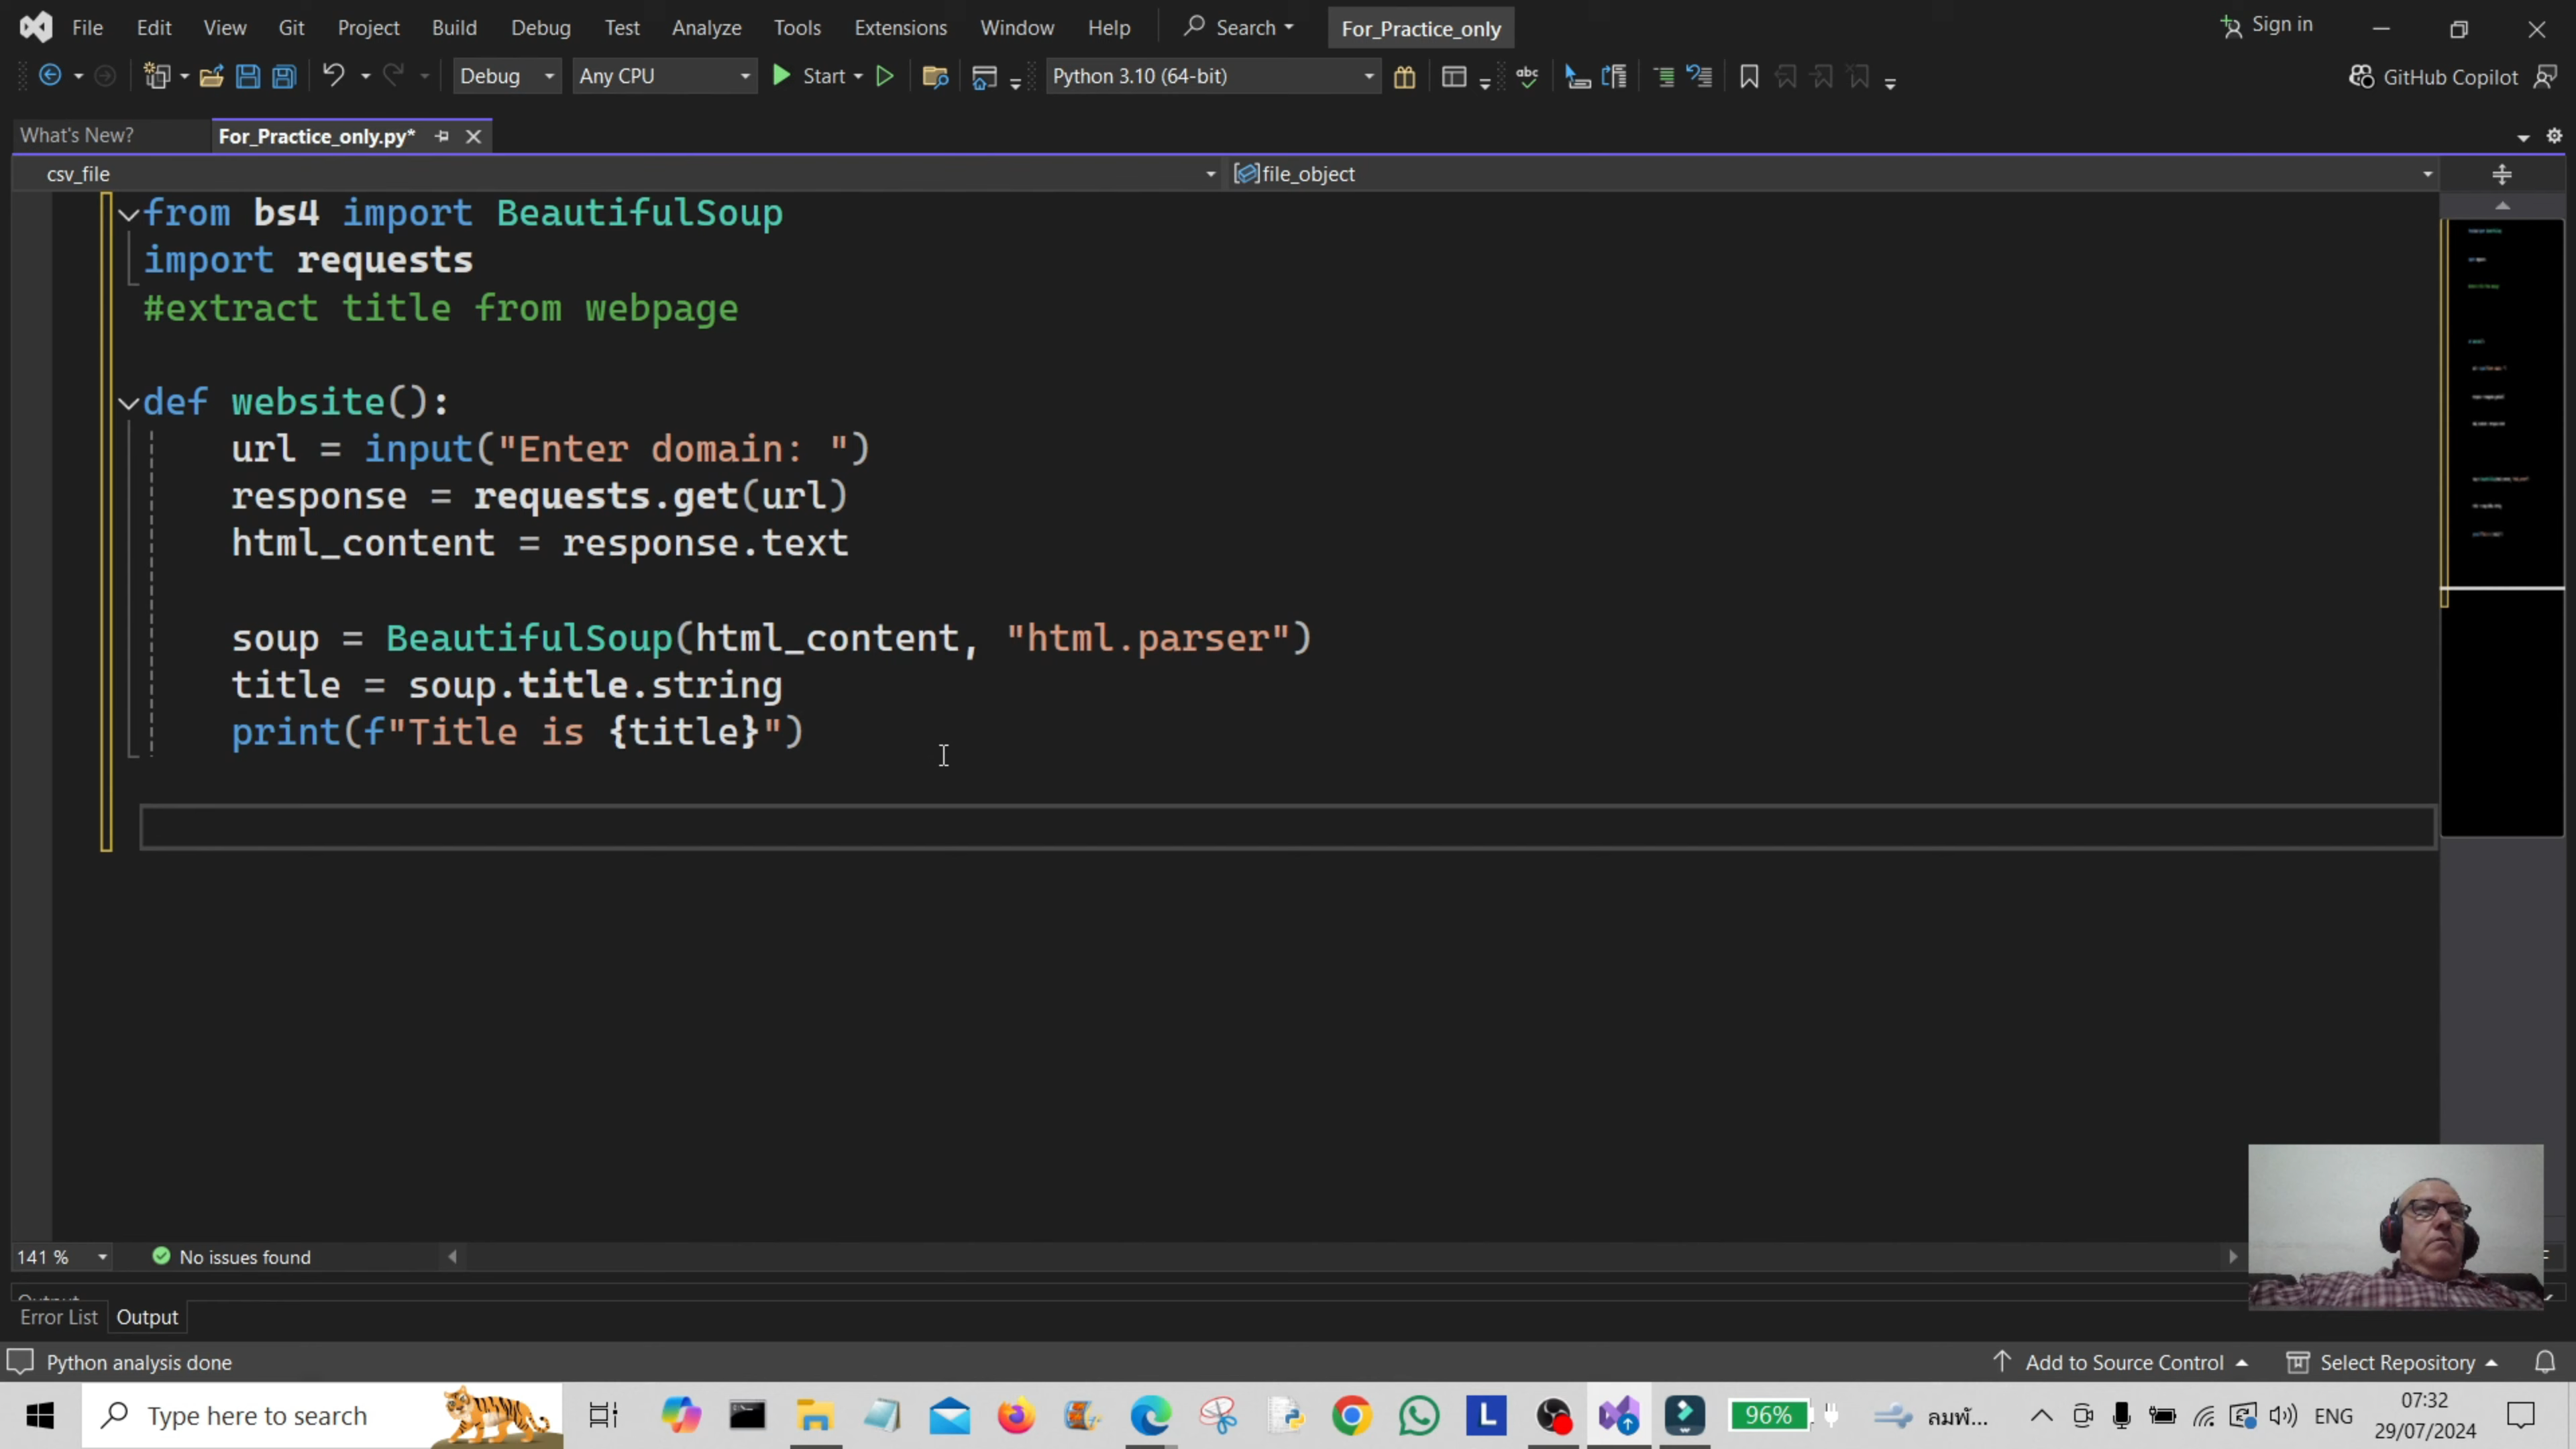 File Edit View Git Project Build Debug Test Analyze Tools Extensions Window Help Search For_Practice_only Sign in
Debug Any CPU Start Python 3.10 (64-bit) abc GitHub Copilot
What's New? For_Practice_only.py*
csv_file file_object
from bs4 import BeautifulSoup
import requests
#extract title from webpage
def website():
url = input("Enter domain: ")
response = requests.get(url)
html_content = response.text
soup = BeautifulSoup(html_content, "html.parser")
title = soup.title.string
print(f"Title is {title}")
141 % No issues found
Output
Error List Output
Python analysis done Add to Source Control Select Repository
Type here to search L 96% ลมพั... ENG 07:32
29/07/2024